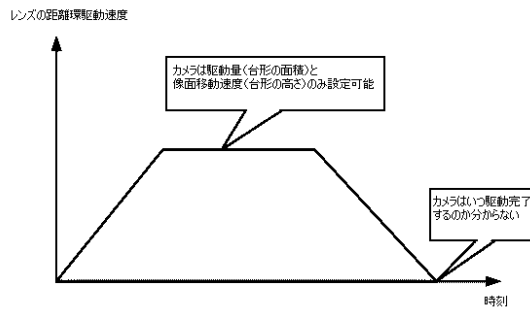 レンズの距離環駆動速度
カメラは駆動量(台形の面積)と
像面移動速度(台形の高さ)のみ設定可能
カメラはいつ駆動完了
するのか分からない
時刻